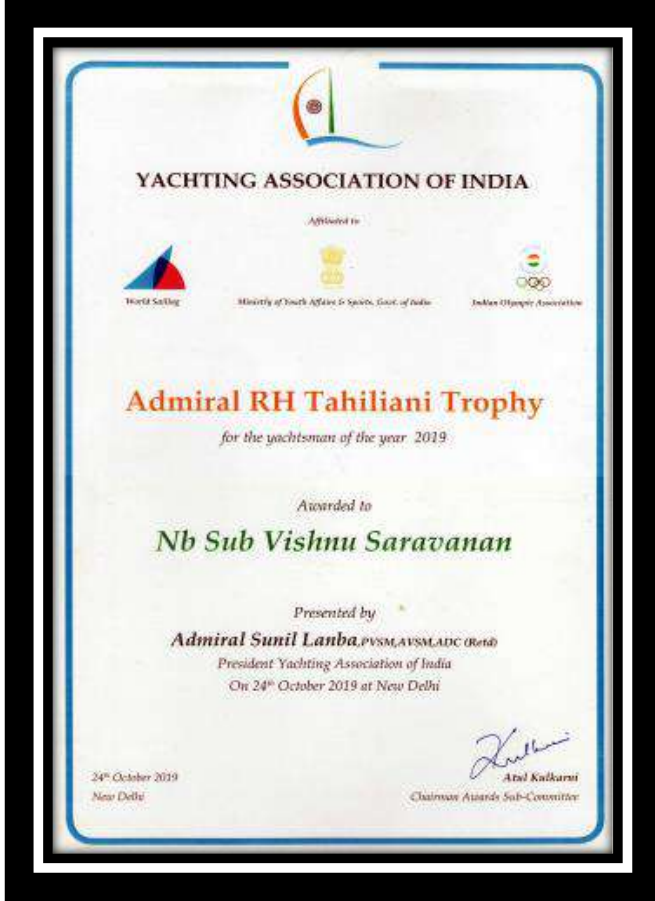 YACHTING ASSOCIATION OF INDIA
Affiliated to
World Sailing
Ministry of Youth Affairs & Sports, Govt. of India
Indian Olympic Association
Admiral RH Tahiliani Trophy
for the yachtsman of the year 2019
Awarded to
Nb Sub Vishnu Saravanan
Presented by
Admiral Sunil Lanba,PVSM,AVSM,ADC (Retd)
President Yachting Association of India
On 24th October 2019 at New Delhi
Kulkarni
24th October 2019
Atul Kulkarni
New Delhi
Chairman Awards Sub-Committee